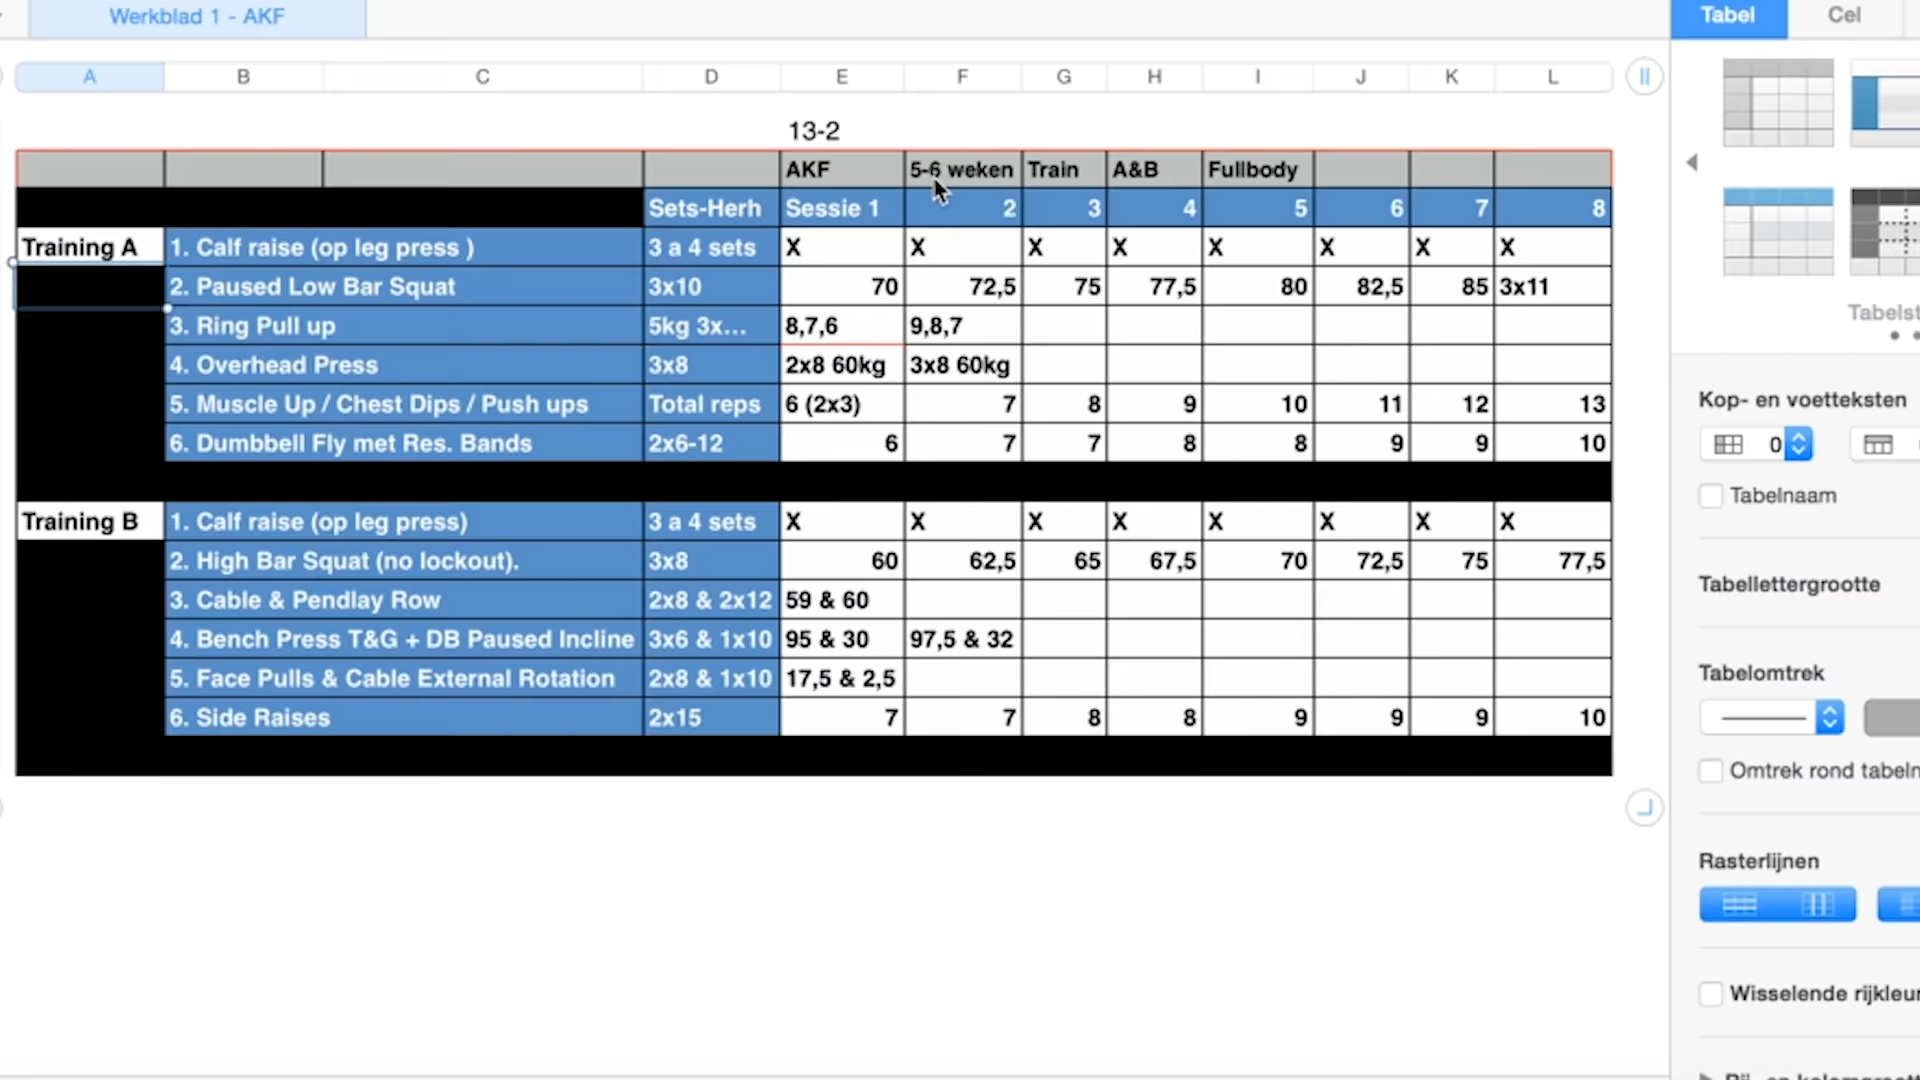 Werkblad 1 - AKF Tabel Cel
A B C D E F G H I J K L
13-2
AKF 5-6 weken Train A&B Fullbody
Sets-Herh Sessie 1 2 3 4 5 6 7 8
Training A 1. Calf raise (op leg press ) 3 a 4 sets X X X X X X X X
2. Paused Low Bar Squat 3x10 70 72,5 75 77,5 80 82,5 85 3x11
3. Ring Pull up 5kg 3x... 8,7,6 9,8,7
4. Overhead Press 3x8 2x8 60kg 3x8 60kg
5. Muscle Up / Chest Dips / Push ups Total reps 6 (2x3) 7 8 9 10 11 12 13
6. Dumbbell Fly met Res. Bands 2x6-12 6 7 7 8 8 9 9 10
Training B 1. Calf raise (op leg press) 3 a 4 sets X X X X X X X X
2. High Bar Squat (no lockout). 3x8 60 62,5 65 67,5 70 72,5 75 77,5
3. Cable & Pendlay Row 2x8 & 2x12 59 & 60
4. Bench Press T&G + DB Paused Incline 3x6 & 1x10 95 & 30 97,5 & 32
5. Face Pulls & Cable External Rotation 2x8 & 1x10 17,5 & 2,5
6. Side Raises 2x15 7 7 8 8 9 9 9 10
Tabelst
Kop- en voetteksten
0
Tabelnaam
Tabellettergrootte
Tabelomtrek
Omtrek rond tabeln
Rasterlijnen
Wisselende rijkleur